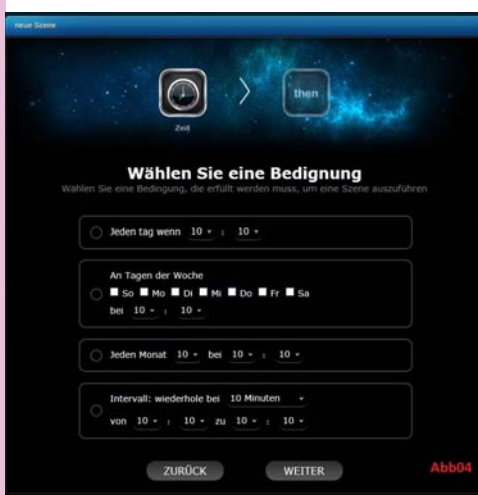 neue Szene
then
Zeit
Wählen Sie eine Bedignung
Wählen Sie eine Bedingung, die erfüllt werden muss, um eine Szene auszuführen
Jeden tag wenn 10 : 10
An Tagen der Woche
So Mo Di Mi Do Fr Sa
bei 10 : 10
Jeden Monat 10 bei 10 : 10
Intervall: wiederhole bei 10 Minuten
von 10 : 10 zu 10 : 10
ZURÜCK WEITER
Abb04